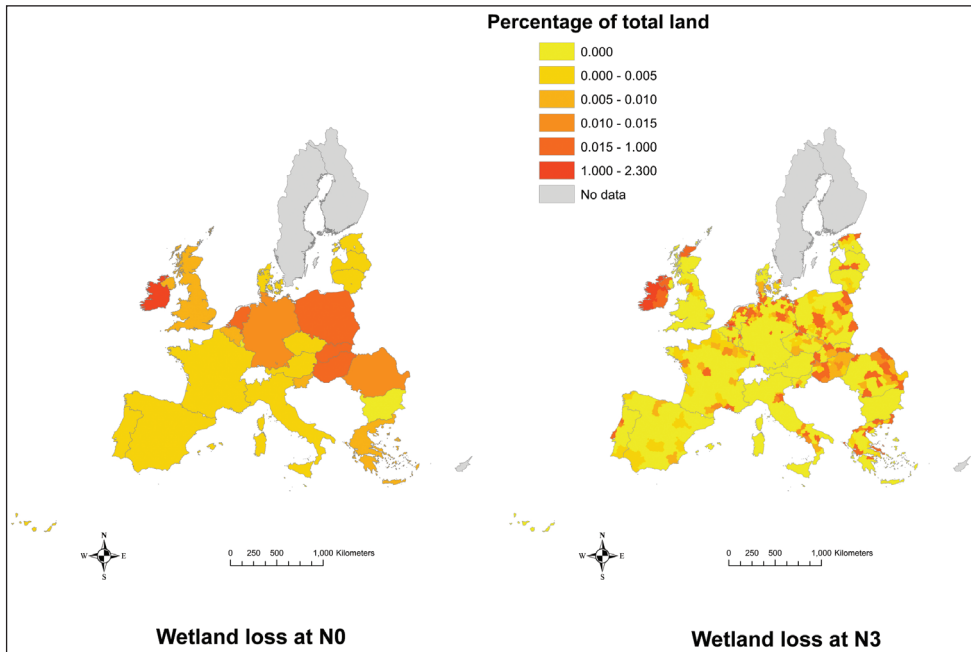 Percentage of total land
0.000
0.000 - 0.005
0.005 - 0.010
0.010 - 0.015
0.015 - 1.000
1.000 - 2.300
No data
N
W E
S
0 250 500 1,000 Kilometers
N
W E
S
0 250 500 1,000 Kilometers
Wetland loss at N0
Wetland loss at N3